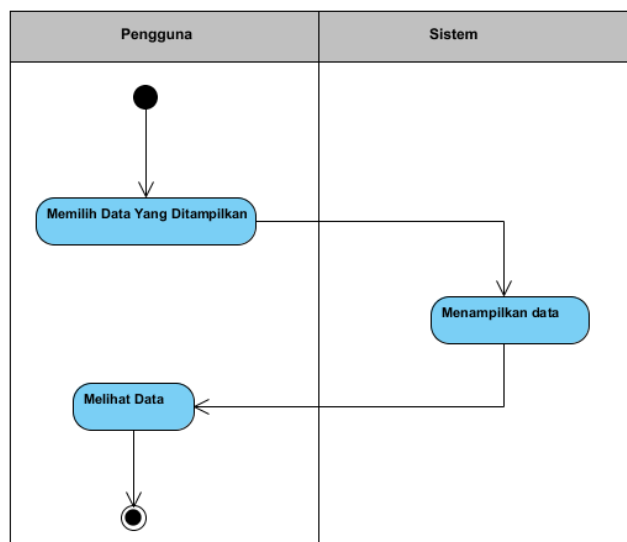 Pengguna
Sistem
Memilih Data Yang Ditampilkan
Menampilkan data
Melihat Data